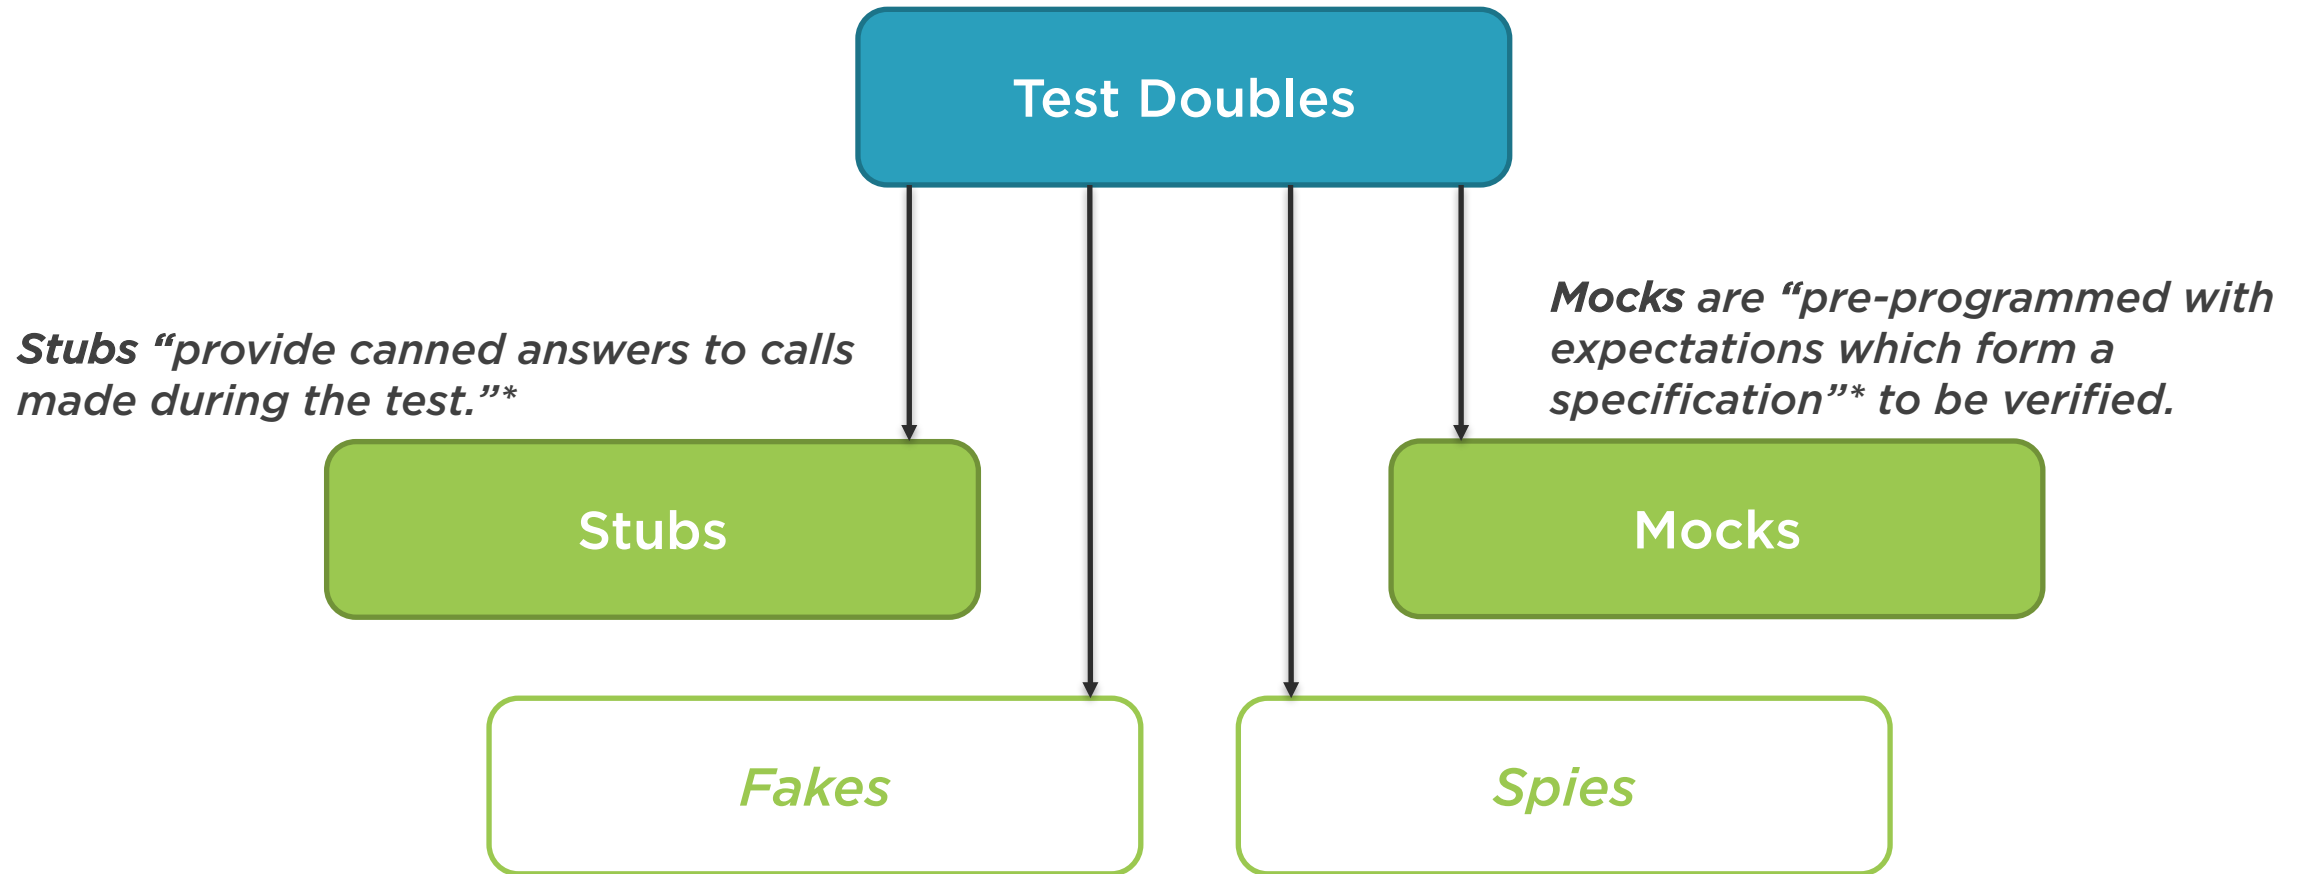 Test Doubles
Stubs “provide canned answers to calls
made during the test.”*
Mocks are “pre-programmed with
expectations which form a
specification”* to be verified.
Stubs
Mocks
Fakes
Spies